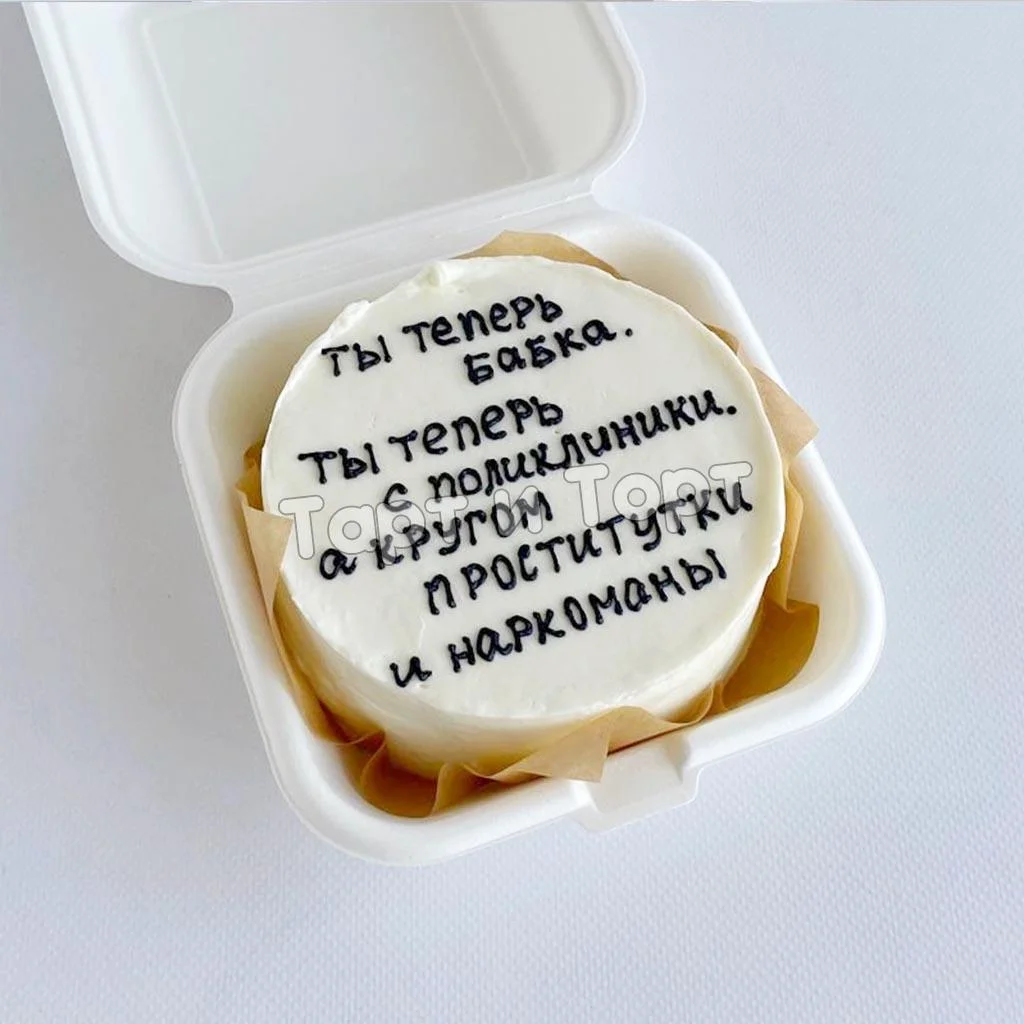 ты теперь
бабка.
ты теперь
с поликлиники.
а кругом
Тарт и Торт
проститутки
и наркоманы